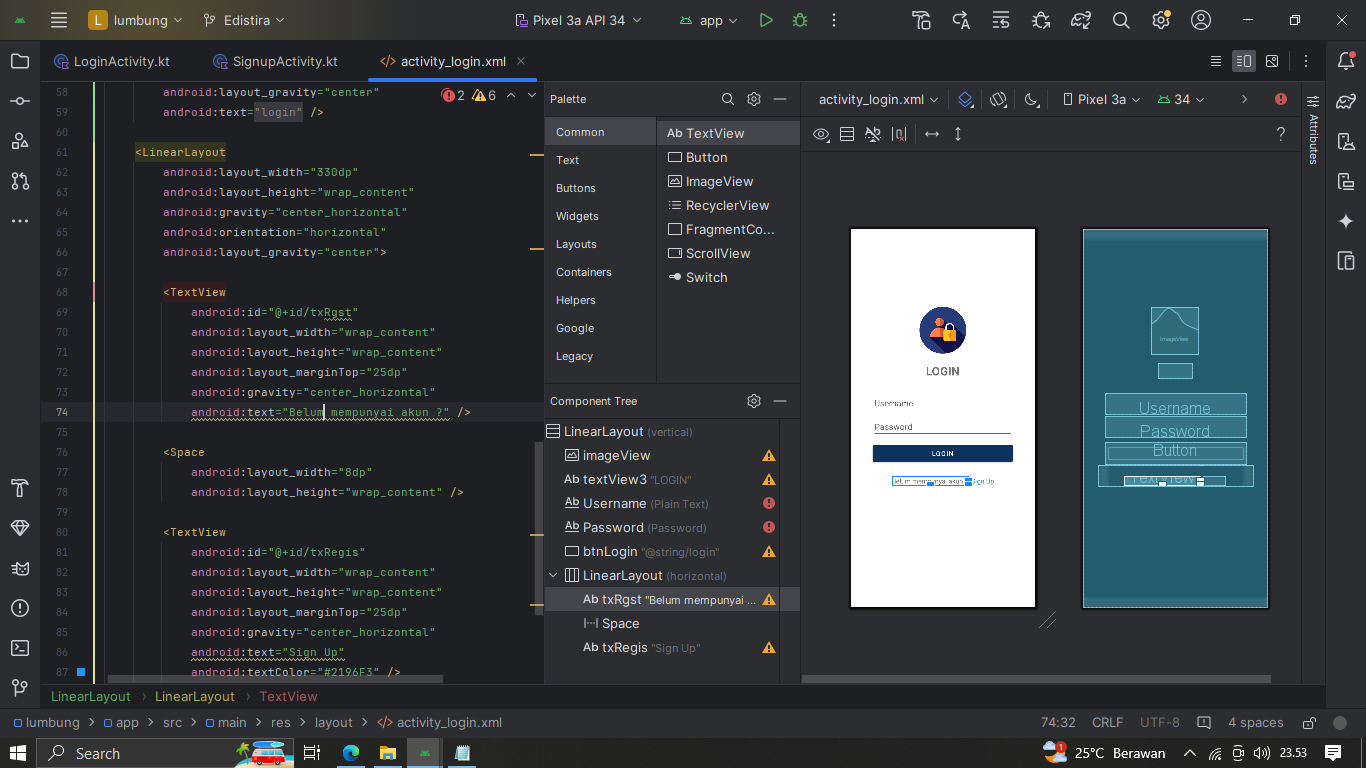 L lumbung
Edistira
Pixel 3a API 34
app
LoginActivity.kt
SignupActivity.kt
activity_login.xml
58 android:layout_gravity="center"
59 android:text="login" />
60
61 <LinearLayout
62 android:layout_width="330dp"
63 android:layout_height="wrap_content"
64 android:gravity="center_horizontal"
65 android:orientation="horizontal"
66 android:layout_gravity="center">
67
68 <TextView
69 android:id="@+id/txRgst"
70 android:layout_width="wrap_content"
71 android:layout_height="wrap_content"
72 android:layout_marginTop="25dp"
73 android:gravity="center_horizontal"
74 android:text="Belum mempunyai akun ?" />
75
76 <Space
77 android:layout_width="8dp"
78 android:layout_height="wrap_content" />
79
80 <TextView
81 android:id="@+id/txRegis"
82 android:layout_width="wrap_content"
83 android:layout_height="wrap_content"
84 android:layout_marginTop="25dp"
85 android:gravity="center_horizontal"
86 android:text="Sign Up"
87 android:textColor="#2196F3" />
2 6
Palette
Common
Text
Buttons
Widgets
Layouts
Containers
Helpers
Google
Legacy
Ab TextView
Button
ImageView
RecyclerView
FragmentCo...
ScrollView
Switch
Component Tree
LinearLayout (vertical)
imageView
Ab textView3 "LOGIN"
Ab Username (Plain Text)
Ab Password (Password)
btnLogin "@string/login"
LinearLayout (horizontal)
Ab txRgst "Belum mempunyai ...
Space
Ab txRegis "Sign Up"
activity_login.xml
Pixel 3a
34
?
Attributes
LOGIN
Username
Password
LOGIN
Sign Up
ImageView
Username
Password
Button
LinearLayout > LinearLayout > TextView
lumbung > app > src > main > res > layout > activity_login.xml
74:32 CRLF UTF-8 4 spaces
Search
1
25°C Berawan
23.53